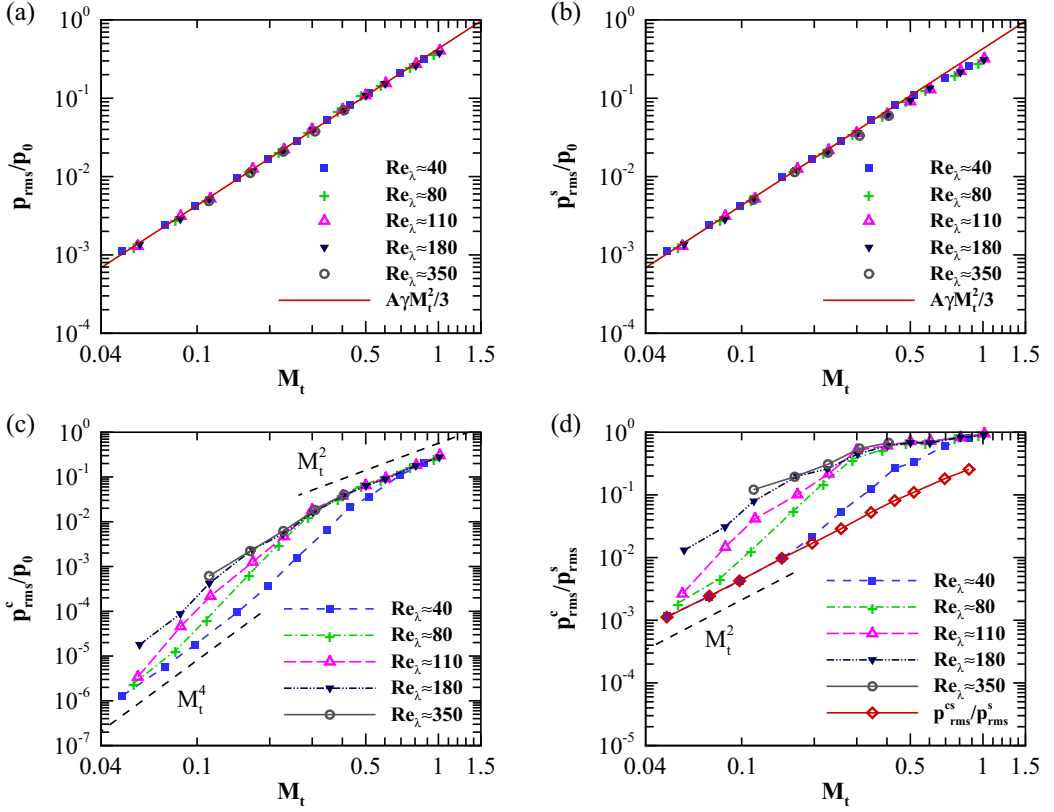 (a)
10^0
10^-1
10^-2
10^-3
10^-4
p_rms/p_0
Re_λ≈40
Re_λ≈80
Re_λ≈110
Re_λ≈180
Re_λ≈350
AγM_t^2/3
0.04 0.1 0.5 1 1.5
M_t
(b)
10^0
10^-1
10^-2
10^-3
10^-4
p^s_rms/p_0
Re_λ≈40
Re_λ≈80
Re_λ≈110
Re_λ≈180
Re_λ≈350
AγM_t^2/3
0.04 0.1 0.5 1 1.5
M_t
(c)
10^0
10^-1
10^-2
10^-3
10^-4
10^-5
10^-6
10^-7
p^c_rms/p_0
M_t^2
M_t^4
Re_λ≈40
Re_λ≈80
Re_λ≈110
Re_λ≈180
Re_λ≈350
0.04 0.1 0.5 1 1.5
M_t
(d)
10^0
10^-1
10^-2
10^-3
10^-4
10^-5
p^c_rms/p^s_rms
M_t^2
Re_λ≈40
Re_λ≈80
Re_λ≈110
Re_λ≈180
Re_λ≈350
p^cs_rms/p^s_rms
0.04 0.1 0.5 1 1.5
M_t